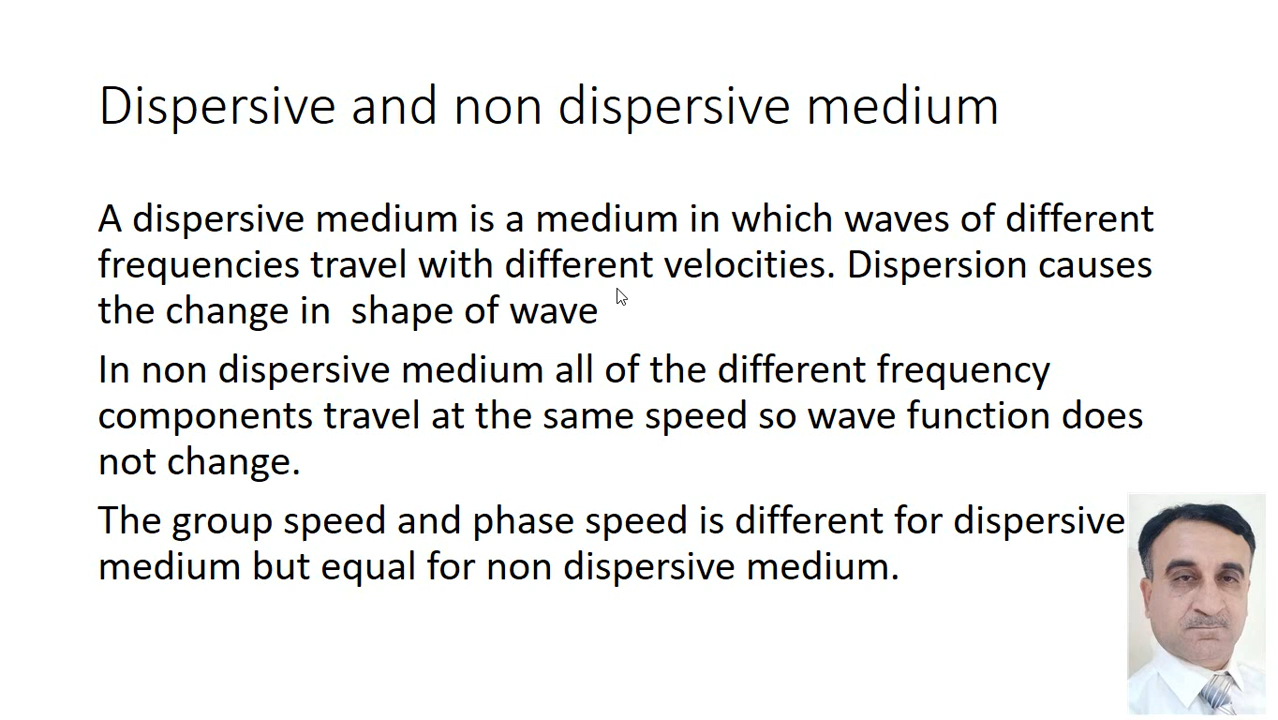 Dispersive and non dispersive medium
A dispersive medium is a medium in which waves of different
frequencies travel with different velocities. Dispersion causes
the change in  shape of wave
In non dispersive medium all of the different frequency
components travel at the same speed so wave function does
not change.
The group speed and phase speed is different for dispersive
medium but equal for non dispersive medium.